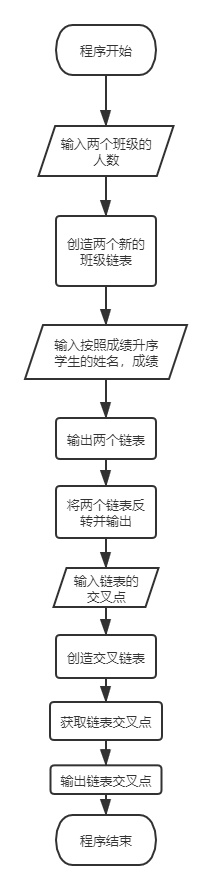 程序开始
输入两个班级的
人数
创造两个新的
班级链表
输入按照成绩升序
学生的姓名，成绩
输出两个链表
将两个链表反
转并输出
输入链表的
交叉点
创造交叉链表
获取链表交叉点
输出链表交叉点
程序结束